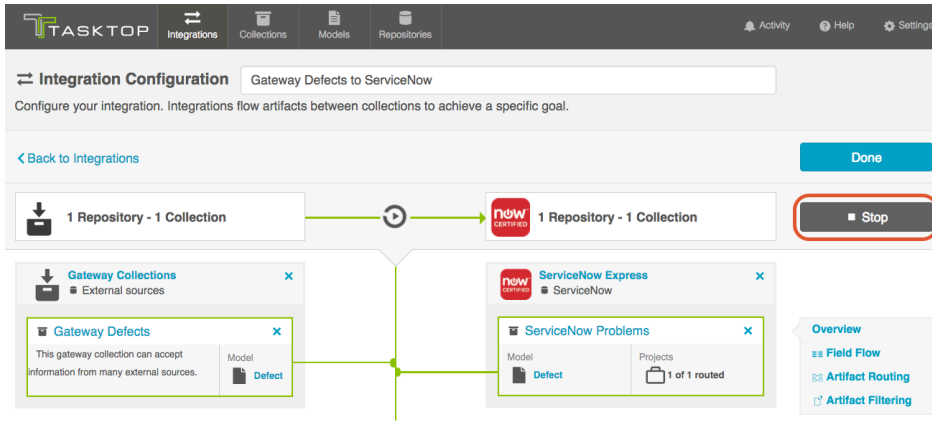 TASKTOP
Integrations
Collections
Models
Repositories
Activity
Help
Settings
Integration Configuration
Gateway Defects to ServiceNow
Configure your integration. Integrations flow artifacts between collections to achieve a specific goal.
Back to Integrations
Done
1 Repository - 1 Collection
now
CERTIFIED
1 Repository - 1 Collection
Stop
Gateway Collections
External sources
now
CERTIFIED
ServiceNow Express
ServiceNow
Gateway Defects
This gateway collection can accept
information from many external sources.
Model
Defect
ServiceNow Problems
Model
Defect
Projects
1 of 1 routed
Overview
Field Flow
Artifact Routing
Artifact Filtering